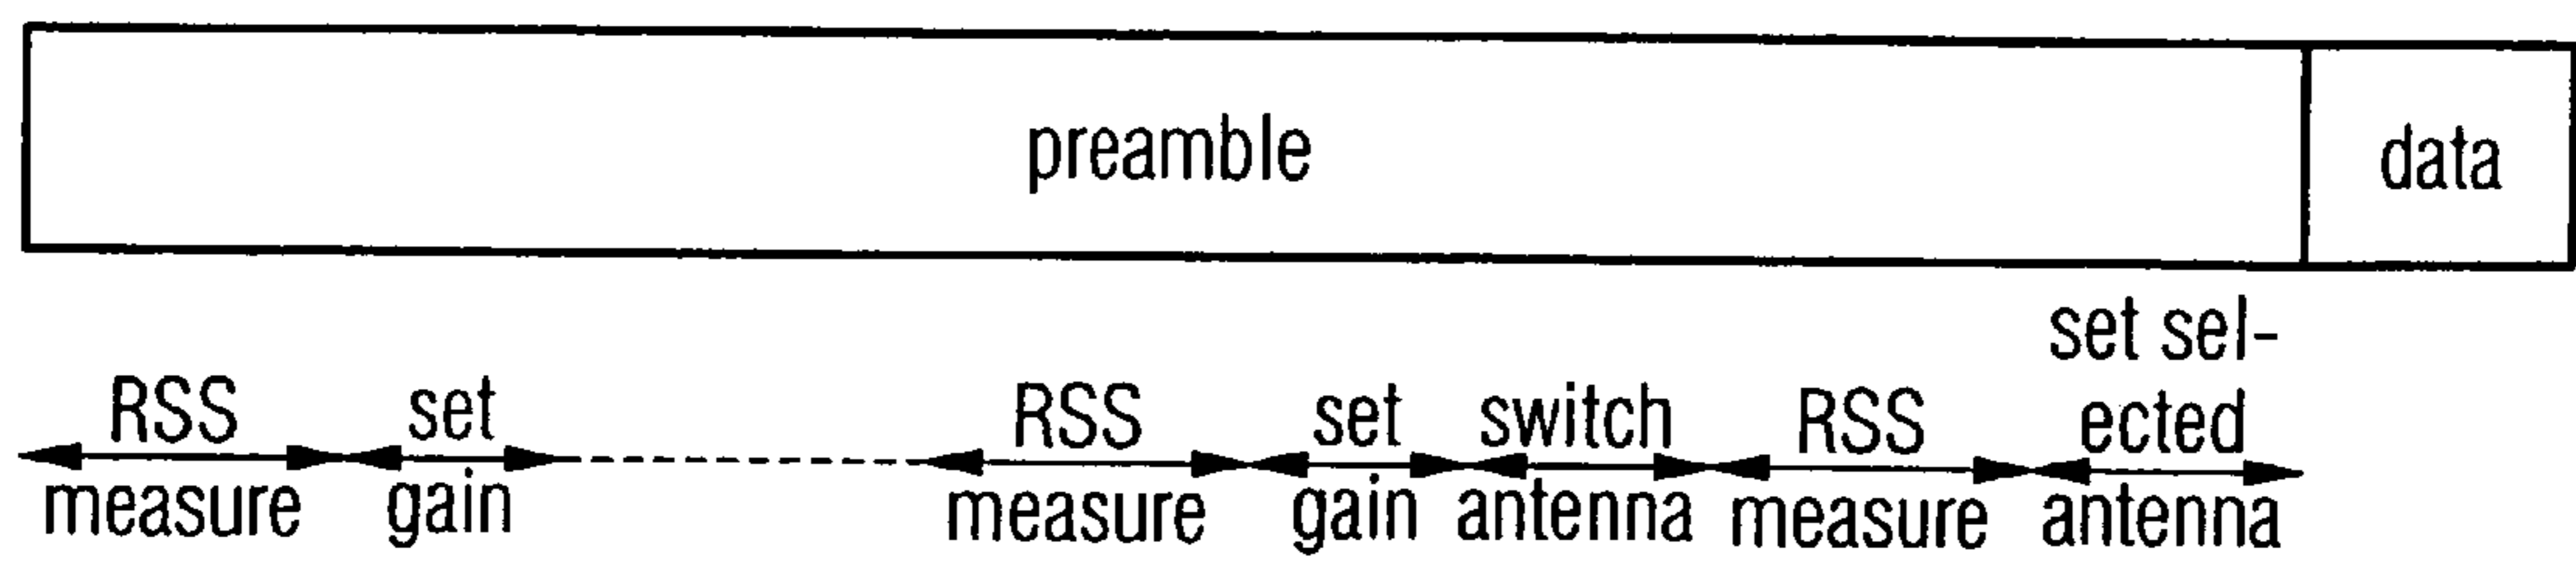 preamble
data
RSS
measure
set
gain
RSS
measure
set
gain
switch
antenna
RSS
measure
set sel-
ected
antenna